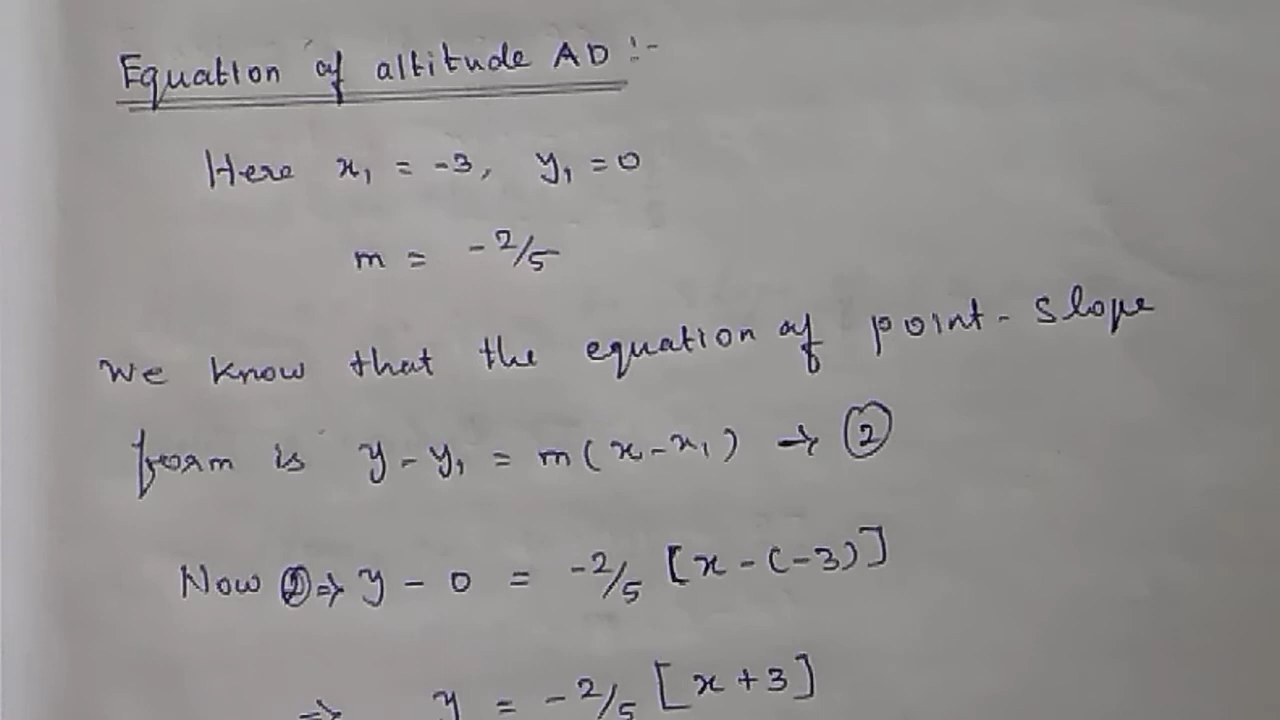 Equation of altitude AD :-
Here x₁ = -3, y₁ = 0
m = -2/5
We know that the equation of point-slope
form is y - y₁ = m(x - x₁) → ②
Now ② ⇒ y - 0 = -2/5 [x - (-3)]
⇒ y = -2/5 [x + 3]